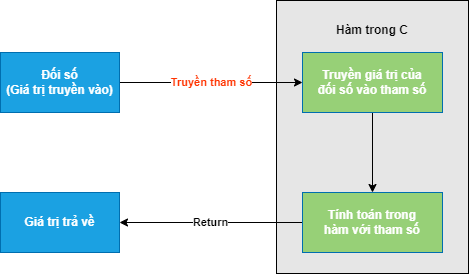 Hàm trong C
Đối số
(Giá trị truyền vào)
Truyền tham số
Truyền giá trị của
đối số vào tham số
Giá trị trả về
Return
Tính toán trong
hàm với tham số